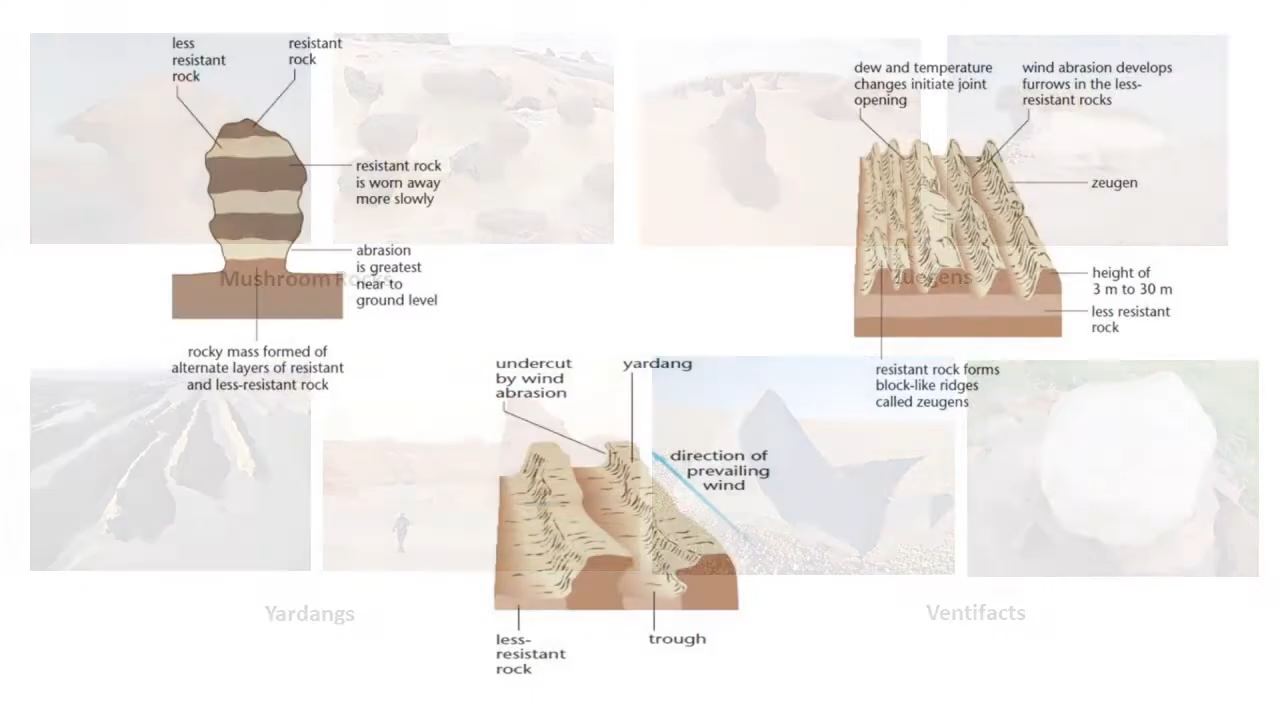 less
resistant
rock
resistant
rock
resistant rock
is worn away
more slowly
abrasion
is greatest
near to
ground level
Mushroom Rocks
rocky mass formed of
alternate layers of resistant
and less-resistant rock
dew and temperature
changes initiate joint
opening
wind abrasion develops
furrows in the less-
resistant rocks
zeugen
height of
3 m to 30 m
less resistant
rock
resistant rock forms
block-like ridges
called zeugens
undercut
by wind
abrasion
yardang
direction of
prevailing
wind
less-
resistant
rock
trough
Yardangs
Ventifacts